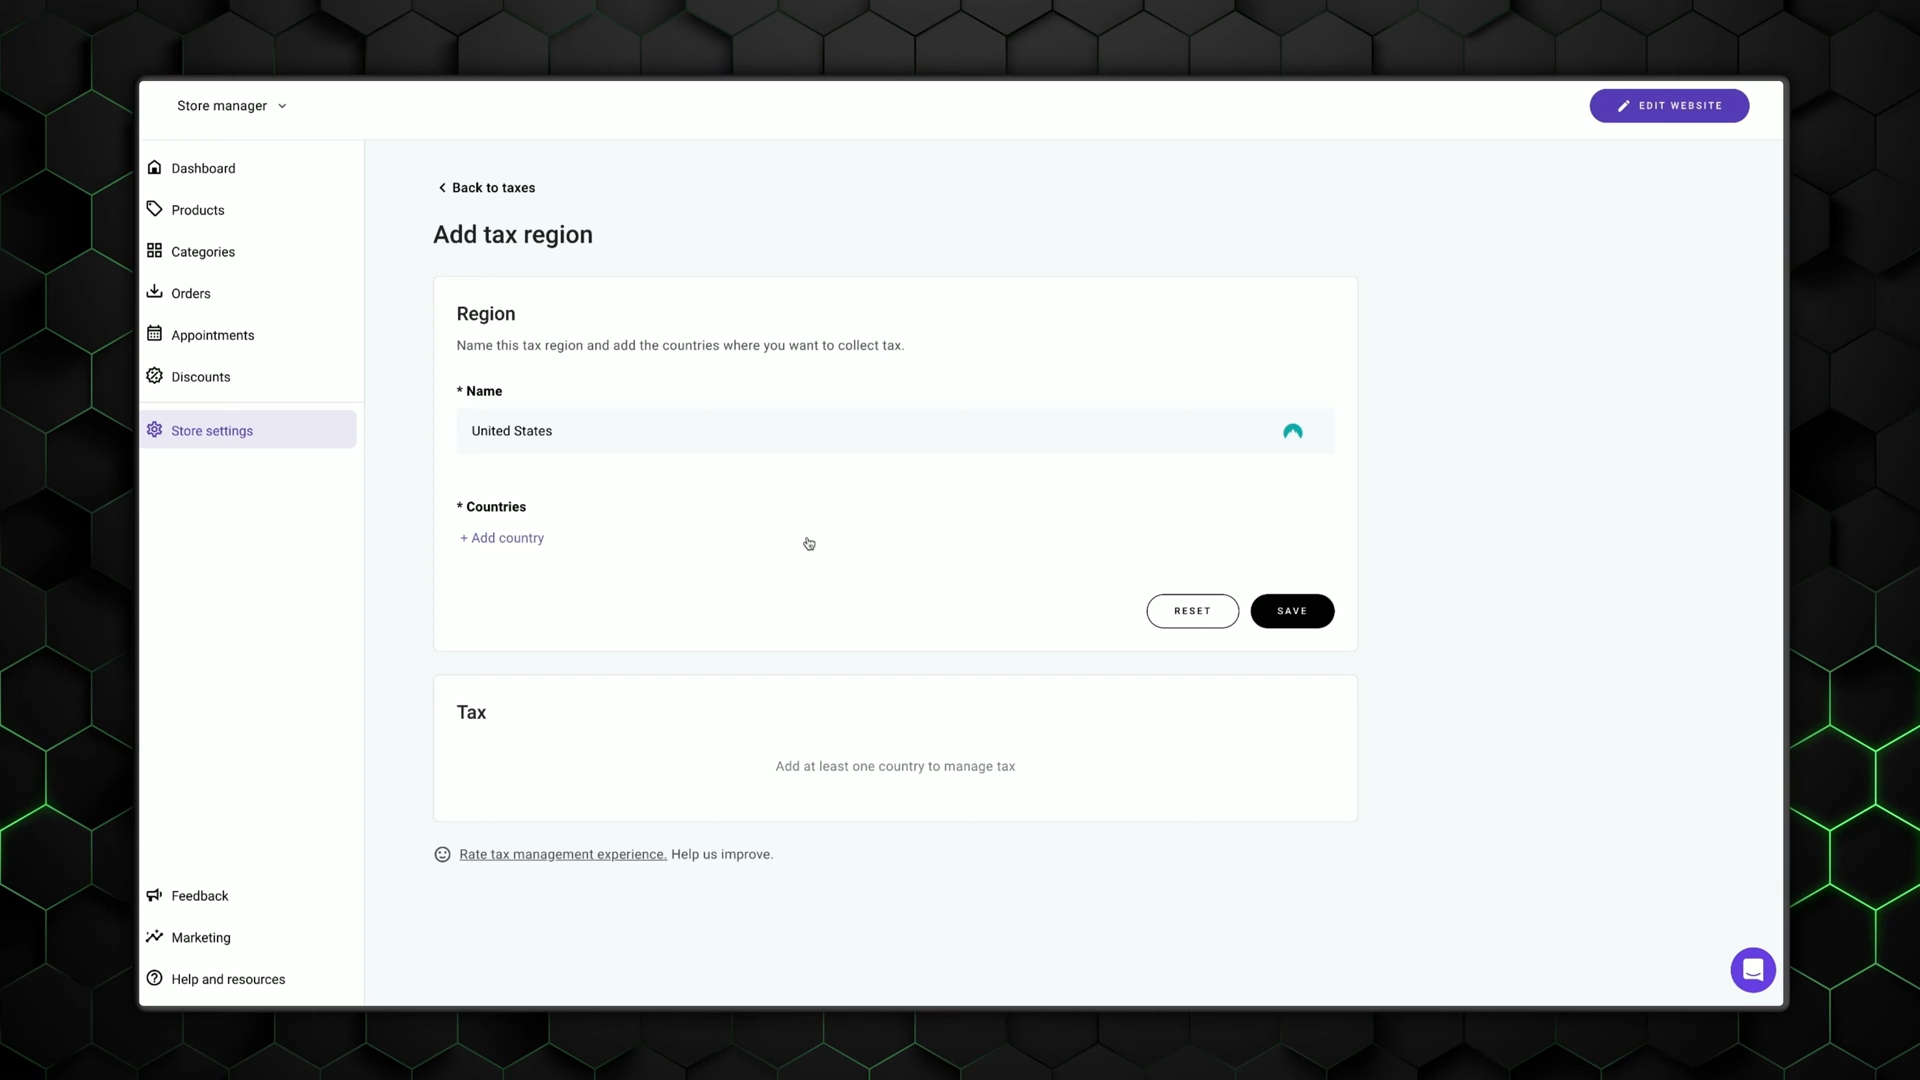 Store manager
EDIT WEBSITE
Dashboard
Products
Categories
Orders
Appointments
Discounts
Store settings
Feedback
Marketing
Help and resources
Back to taxes
Add tax region
Region
Name this tax region and add the countries where you want to collect tax.
* Name
United States
* Countries
+ Add country
RESET
SAVE
Tax
Add at least one country to manage tax
Rate tax management experience. Help us improve.